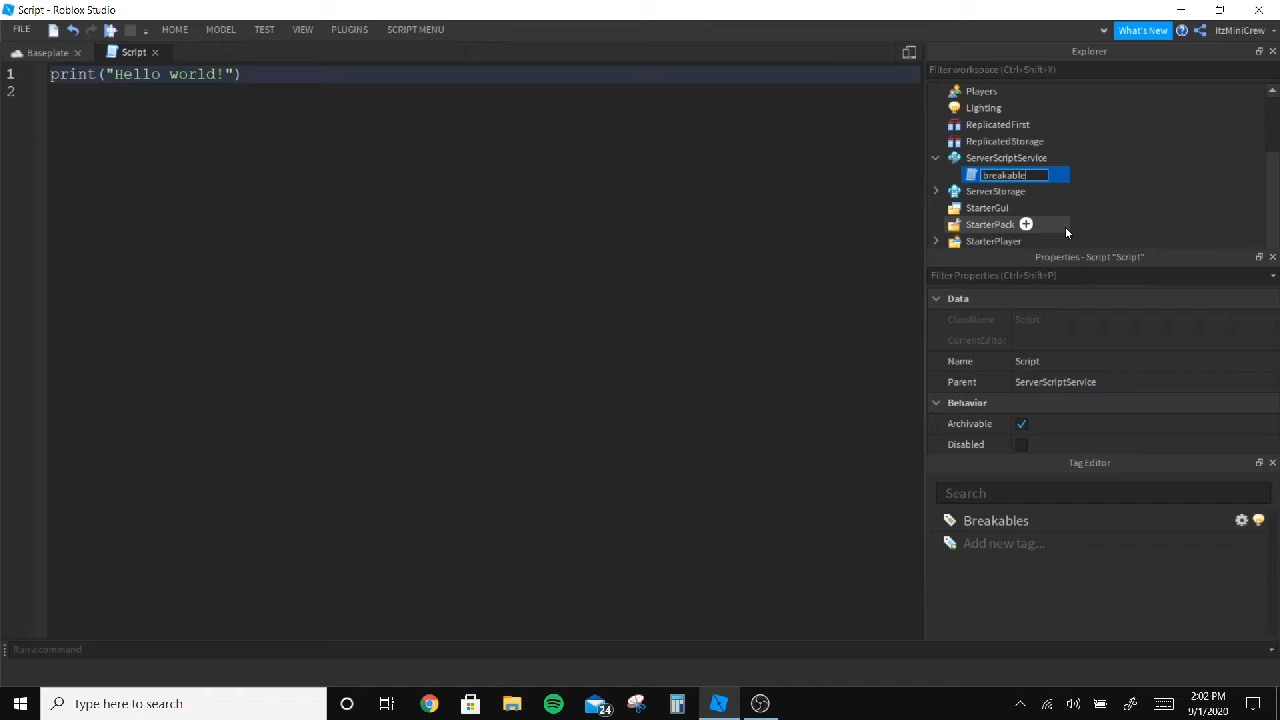 Script - Roblox Studio
FILE HOME MODEL TEST VIEW PLUGINS SCRIPT MENU What's New ItzMiniCrew
Baseplate Script
1 print("Hello world!")
2
Explorer
Filter workspace (Ctrl+Shift+X)
Players
Lighting
ReplicatedFirst
ReplicatedStorage
ServerScriptService
breakable
ServerStorage
StarterGui
StarterPack
StarterPlayer
Properties - Script "Script"
Filter Properties (Ctrl+Shift+P)
Data
ClassName Script
CurrentEditor
Name Script
Parent ServerScriptService
Behavior
Archivable
Disabled
Tag Editor
Search
Breakables
Add new tag...
Run a command
Type here to search
24
2:02 PM
9/1/2020